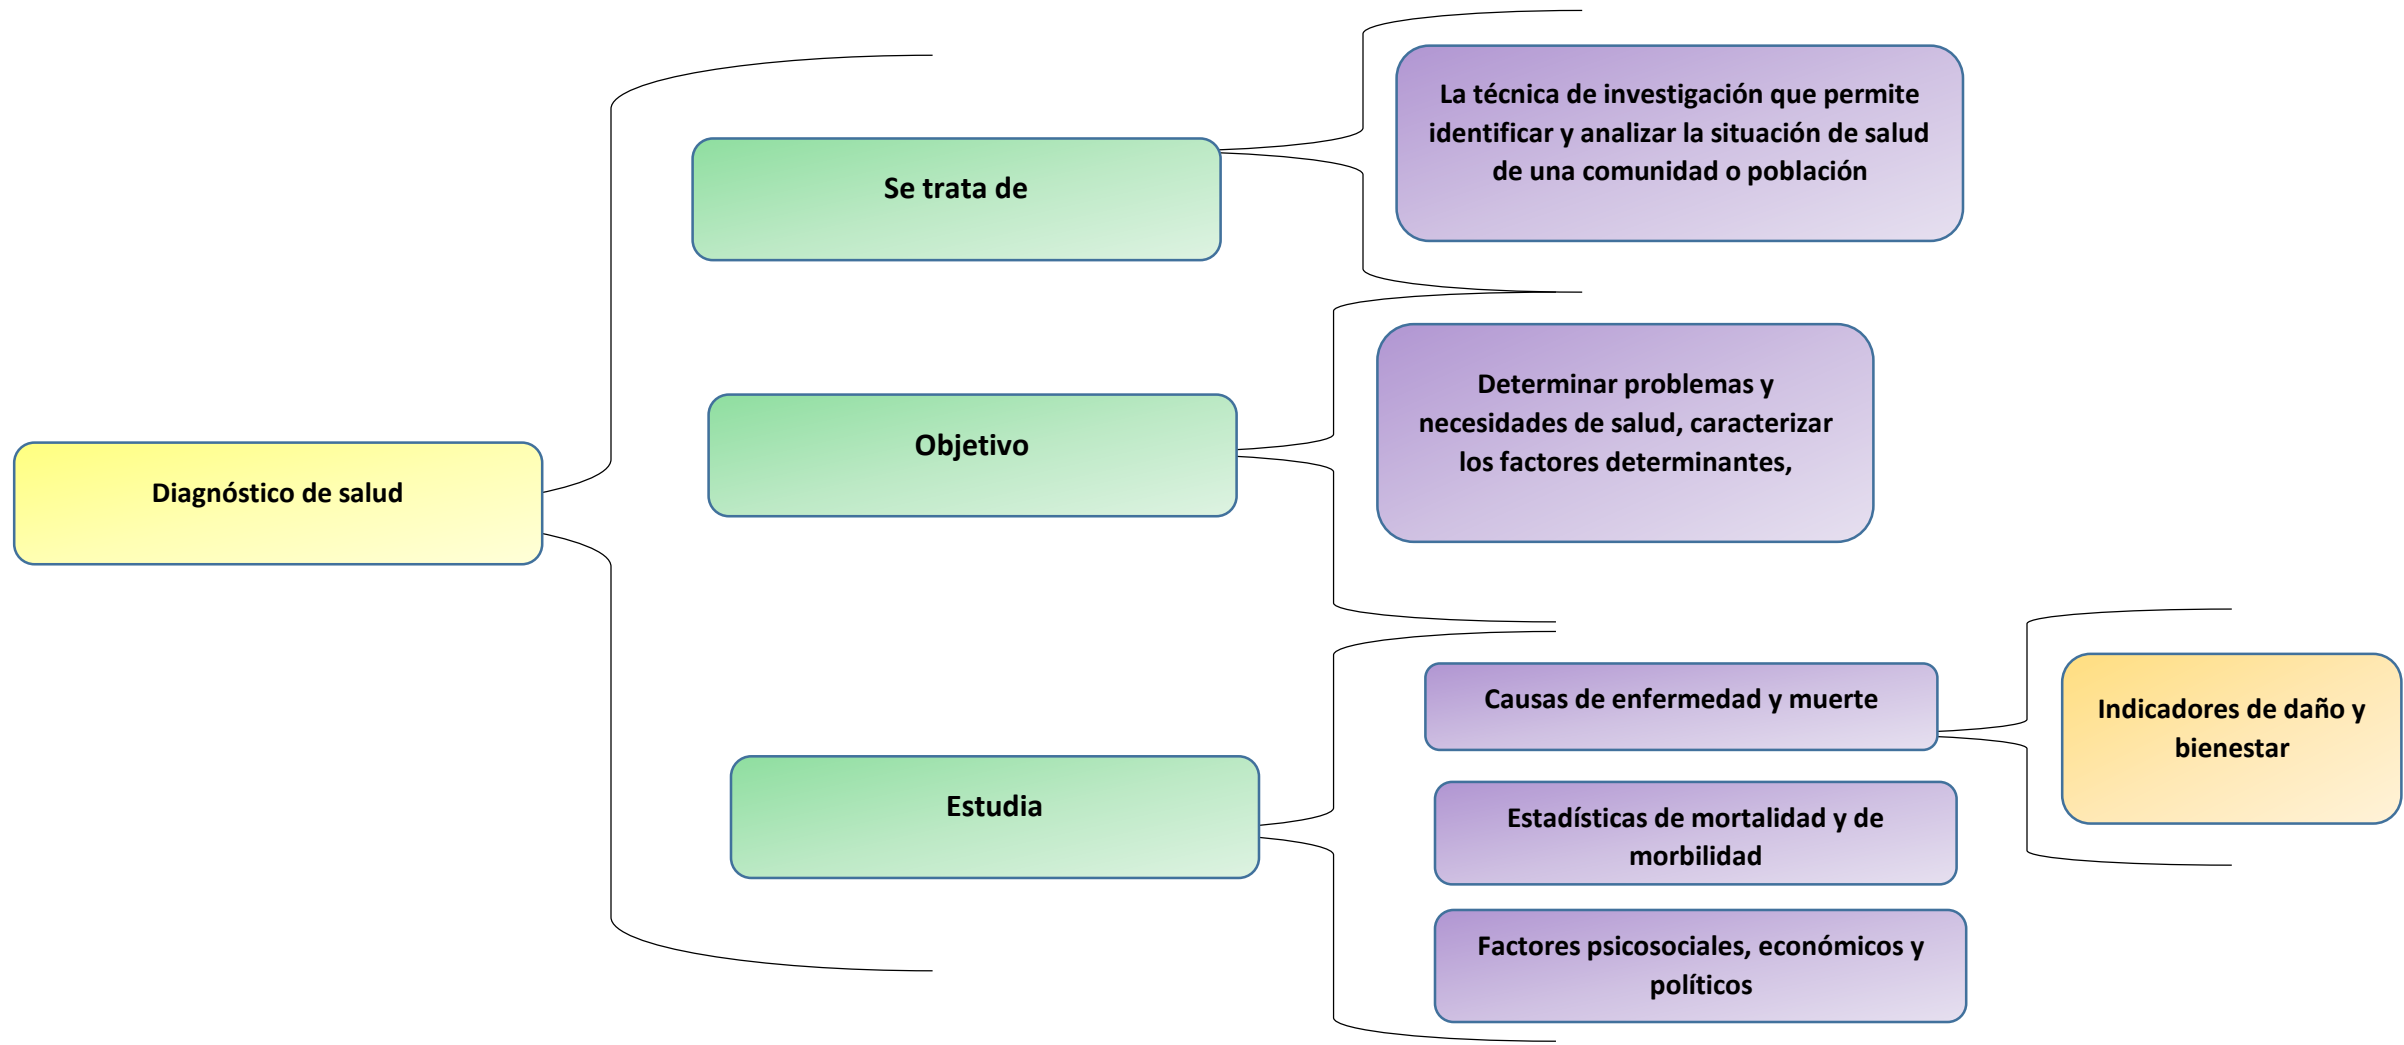 Diagnóstico de salud
Se trata de
La técnica de investigación que permite
identificar y analizar la situación de salud
de una comunidad o población
Objetivo
Determinar problemas y
necesidades de salud, caracterizar
los factores determinantes,
Estudia
Causas de enfermedad y muerte
Indicadores de daño y
bienestar
Estadísticas de mortalidad y de
morbilidad
Factores psicosociales, económicos y
políticos